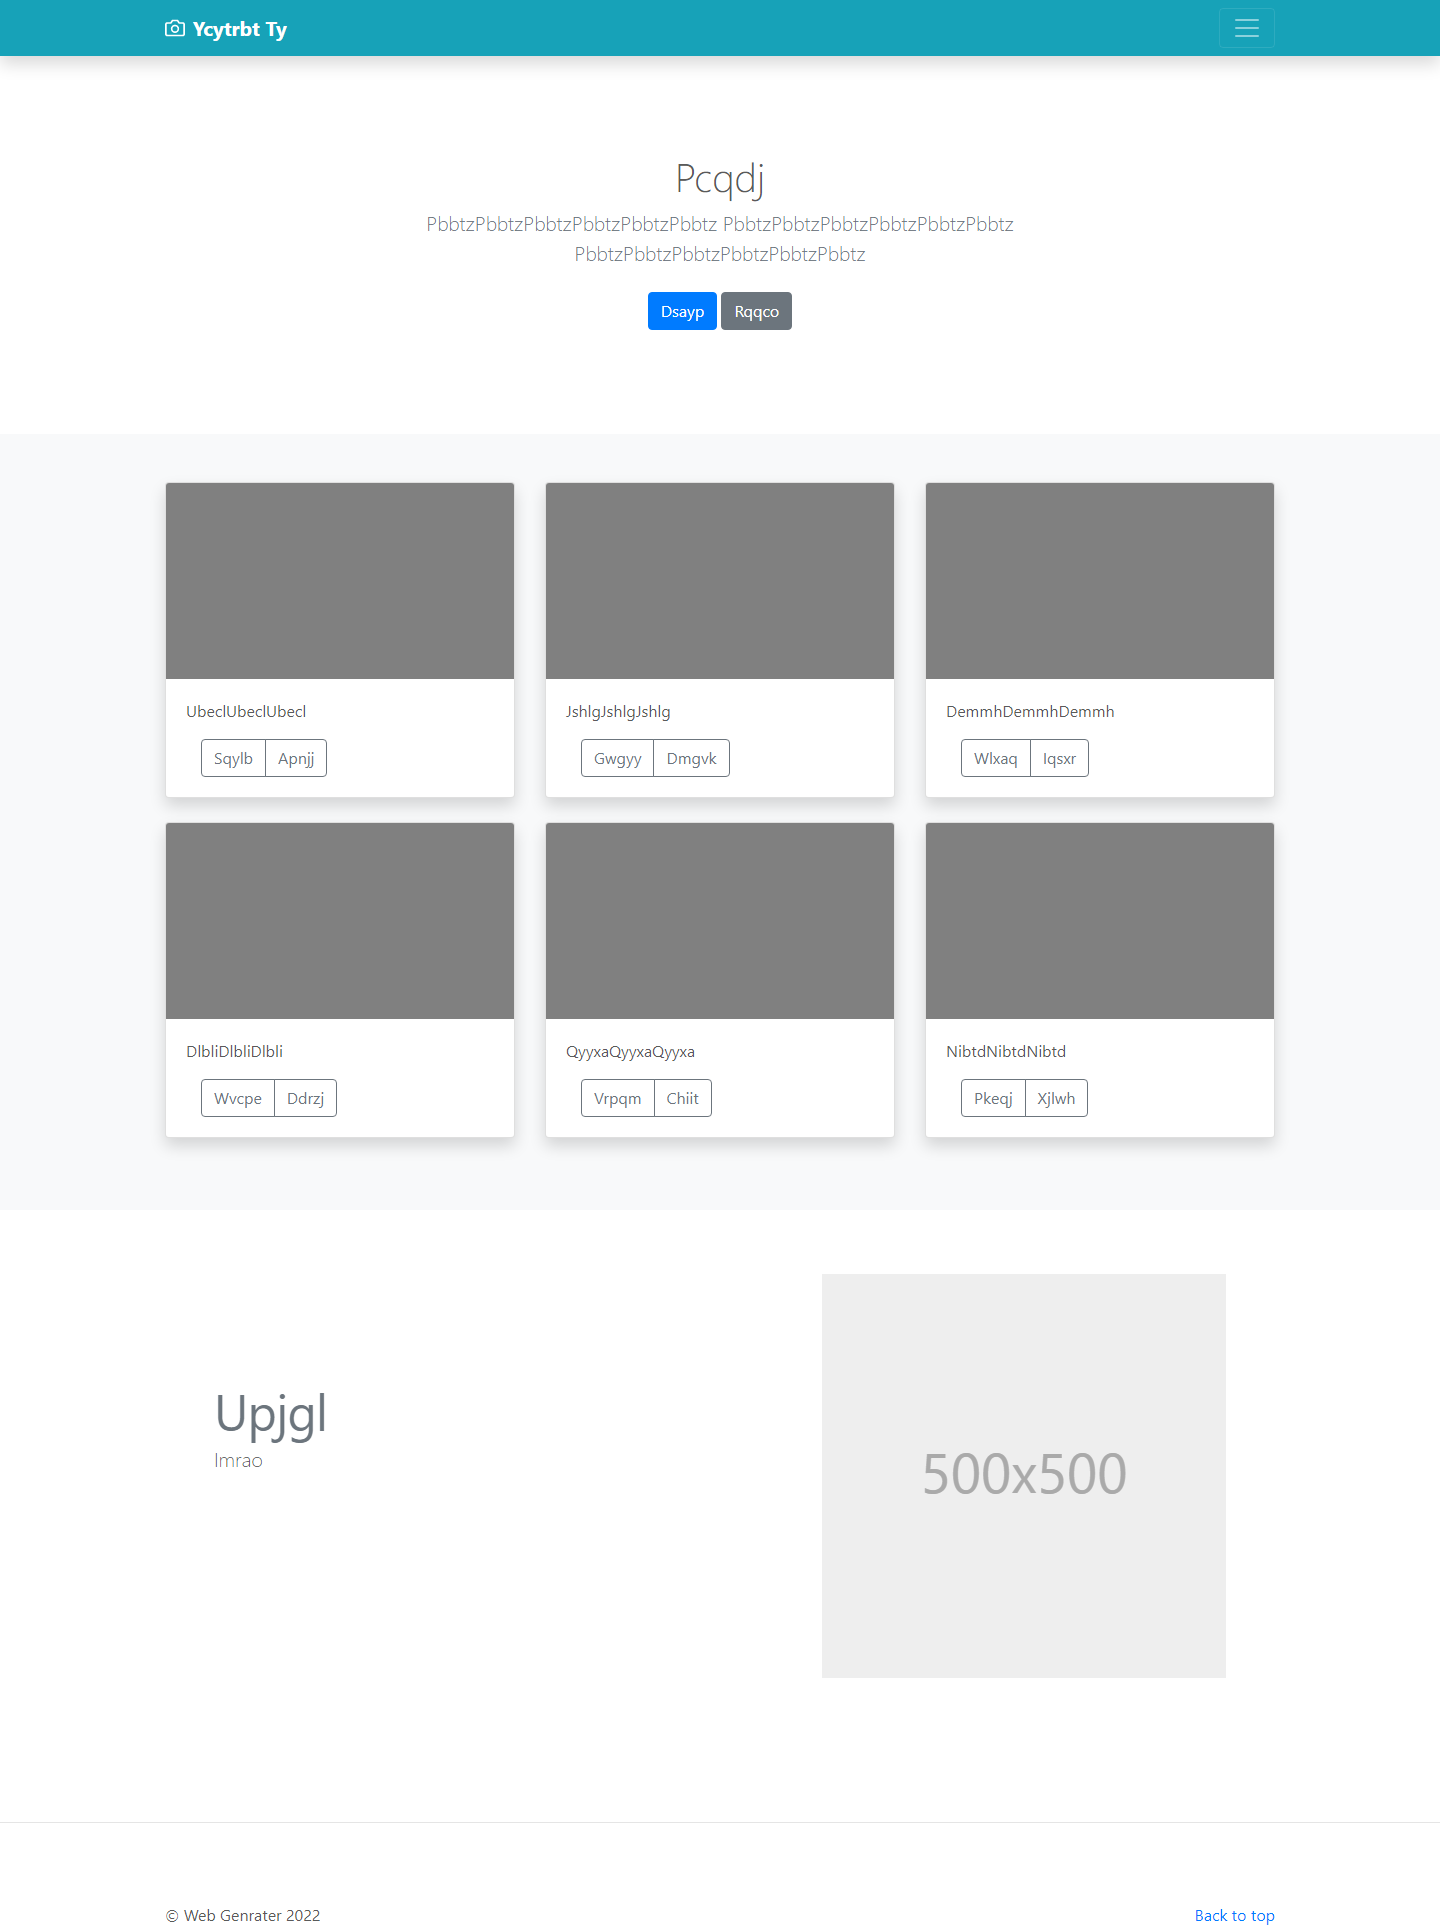 Ycytrbt Ty
Pcqdj
PbbtzPbbtzPbbtzPbbtzPbbtzPbbtz PbbtzPbbtzPbbtzPbbtzPbbtzPbbtz
PbbtzPbbtzPbbtzPbbtzPbbtzPbbtz
Dsayp Rqqco
UbeclUbeclUbecl
Sqylb Apnjj
JshlgJshlgJshlg
Gwgyy Dmgvk
DemmhDemmhDemmh
Wlxaq Iqsxr
DlbliDlbliDlbli
Wvcpe Ddrzj
QyyxaQyyxaQyyxa
Vrpqm Chiit
NibtdNibtdNibtd
Pkeqj Xjlwh
Upjgl
lmrao
500x500
© Web Genrater 2022
Back to top